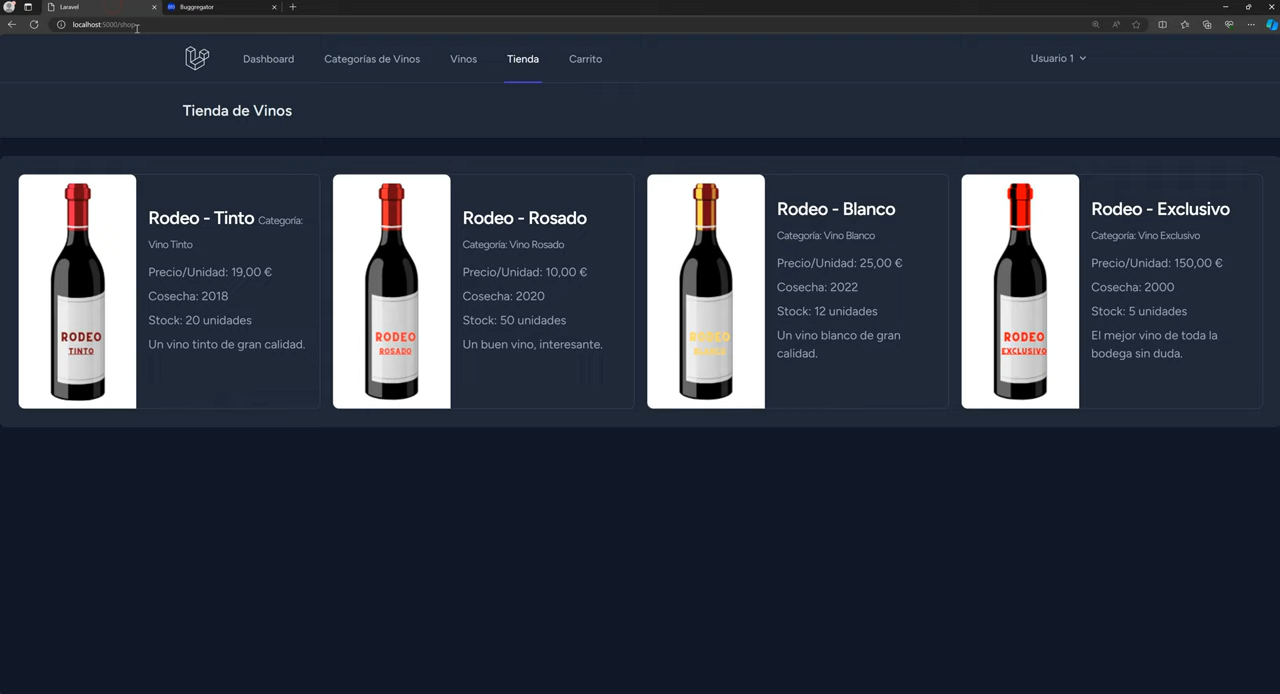 Laravel
Buggregator
localhost:5000/shop
Dashboard
Categorías de Vinos
Vinos
Tienda
Carrito
Usuario 1
Tienda de Vinos
RODEO
TINTO
Rodeo - Tinto Categoría:
Vino Tinto
Precio/Unidad: 19,00 €
Cosecha: 2018
Stock: 20 unidades
Un vino tinto de gran calidad.
RODEO
ROSADO
Rodeo - Rosado
Categoría: Vino Rosado
Precio/Unidad: 10,00 €
Cosecha: 2020
Stock: 50 unidades
Un buen vino, interesante.
RODEO
BLANCO
Rodeo - Blanco
Categoría: Vino Blanco
Precio/Unidad: 25,00 €
Cosecha: 2022
Stock: 12 unidades
Un vino blanco de gran
calidad.
RODEO
EXCLUSIVO
Rodeo - Exclusivo
Categoría: Vino Exclusivo
Precio/Unidad: 150,00 €
Cosecha: 2000
Stock: 5 unidades
El mejor vino de toda la
bodega sin duda.